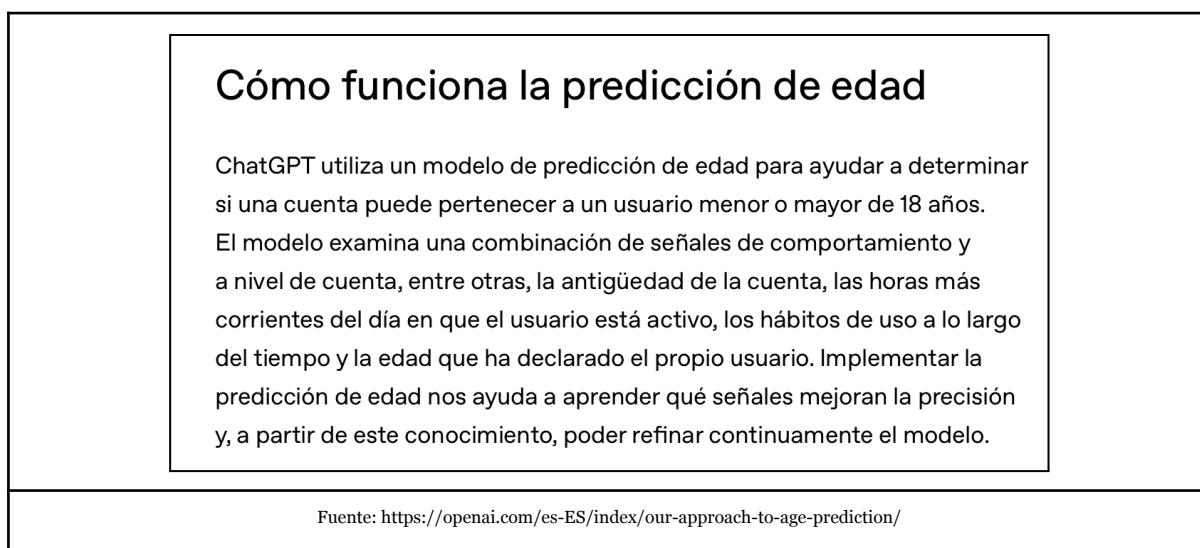 Cómo funciona la predicción de edad
ChatGPT utiliza un modelo de predicción de edad para ayudar a determinar
si una cuenta puede pertenecer a un usuario menor o mayor de 18 años.
El modelo examina una combinación de señales de comportamiento y
a nivel de cuenta, entre otras, la antigüedad de la cuenta, las horas más
corrientes del día en que el usuario está activo, los hábitos de uso a lo largo
del tiempo y la edad que ha declarado el propio usuario. Implementar la
predicción de edad nos ayuda a aprender qué señales mejoran la precisión
y, a partir de este conocimiento, poder refinar continuamente el modelo.
Fuente: https://openai.com/es-ES/index/our-approach-to-age-prediction/